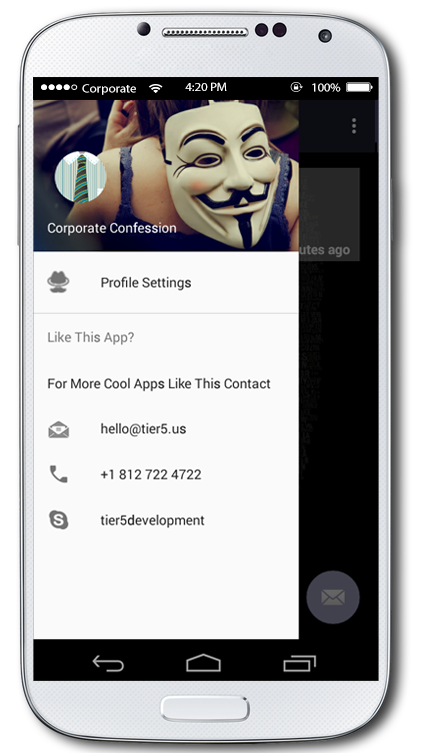 Corporate 4:20 PM 100%
Corporate Confession
utes ago
Profile Settings
Like This App?
For More Cool Apps Like This Contact
hello@tier5.us
+1 812 722 4722
tier5development